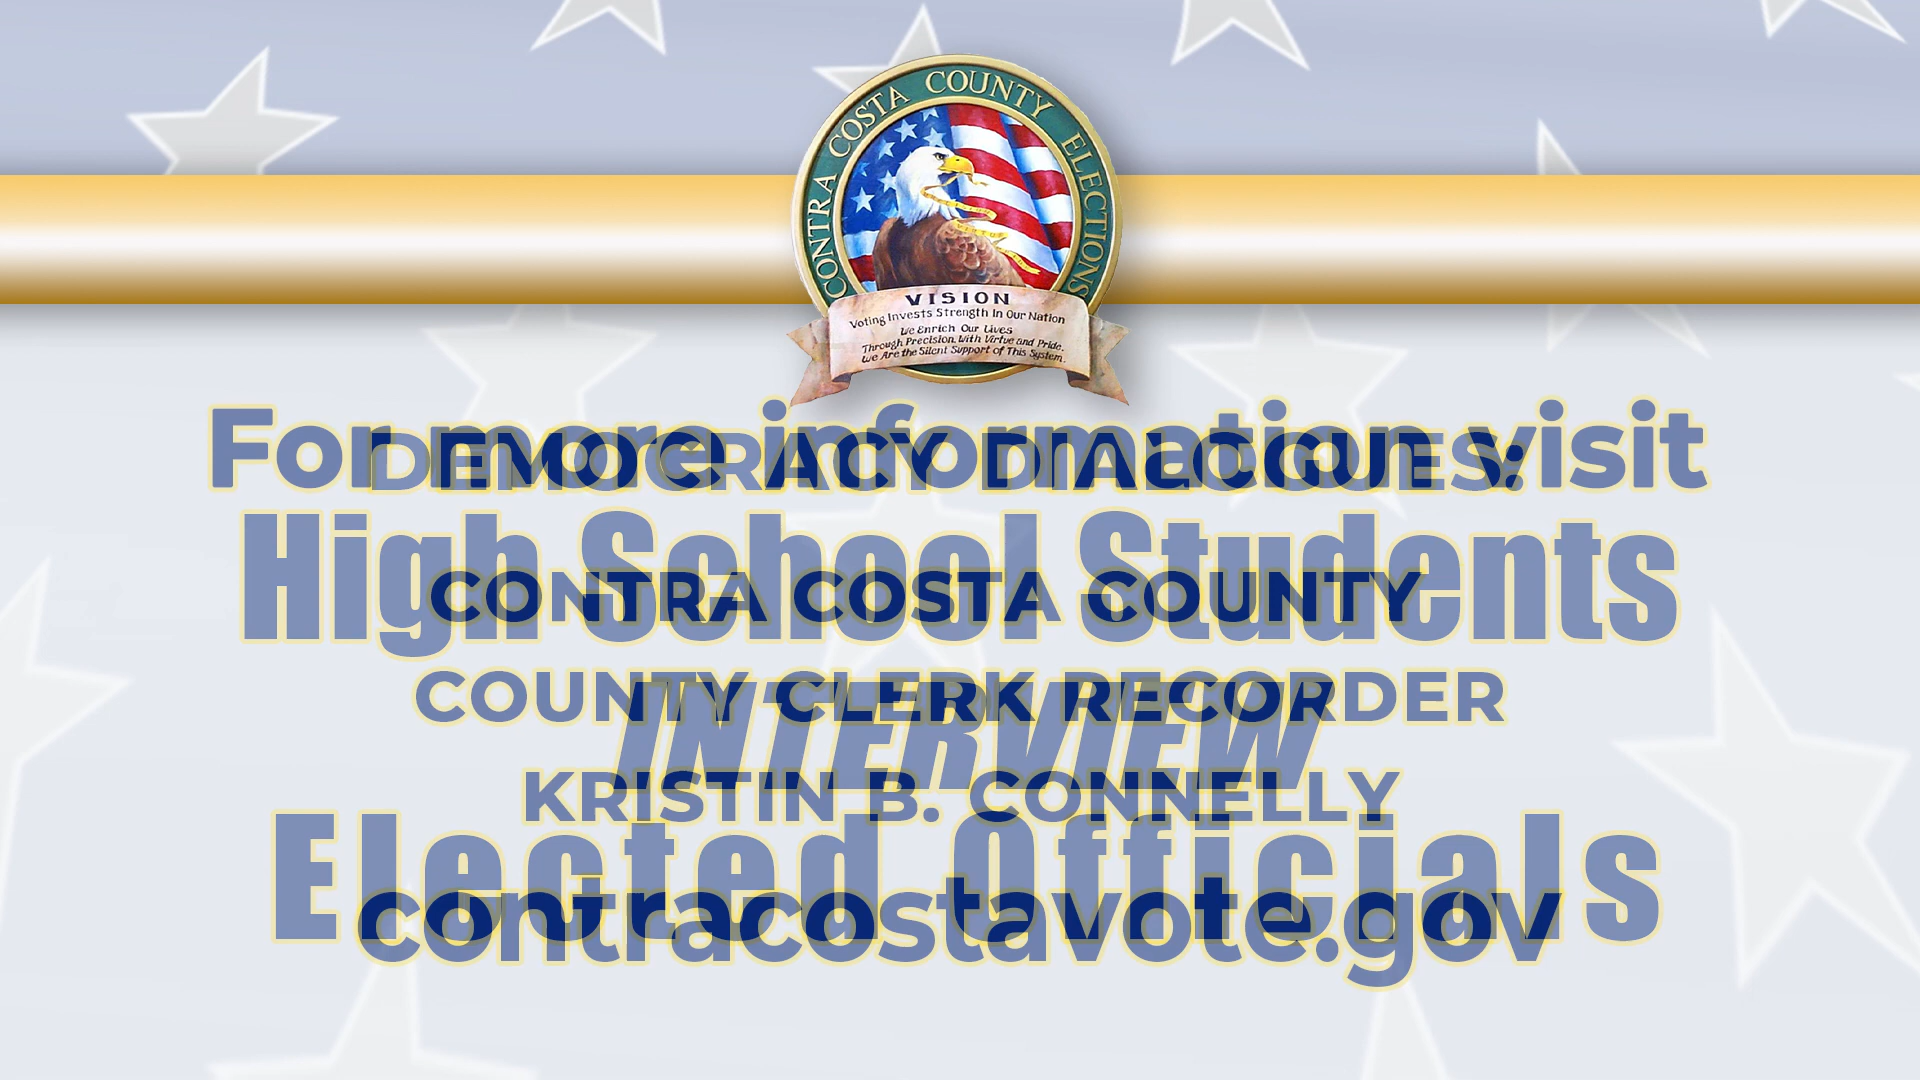 CONTRA COSTA COUNTY ELECTIONS
VISION
Voting Invests Strength In Our Nation
We Enrich Our Lives
Through Precision, With Virtue and Pride.
We Are the Silent Support of This System.
For more information visit
DEMOCRACY DIALOGUES:
High School Students
CONTRA COSTA COUNTY
COUNTY CLERK RECORDER
INTERVIEW
KRISTIN B. CONNELLY
Elected Officials
contracostavote.gov